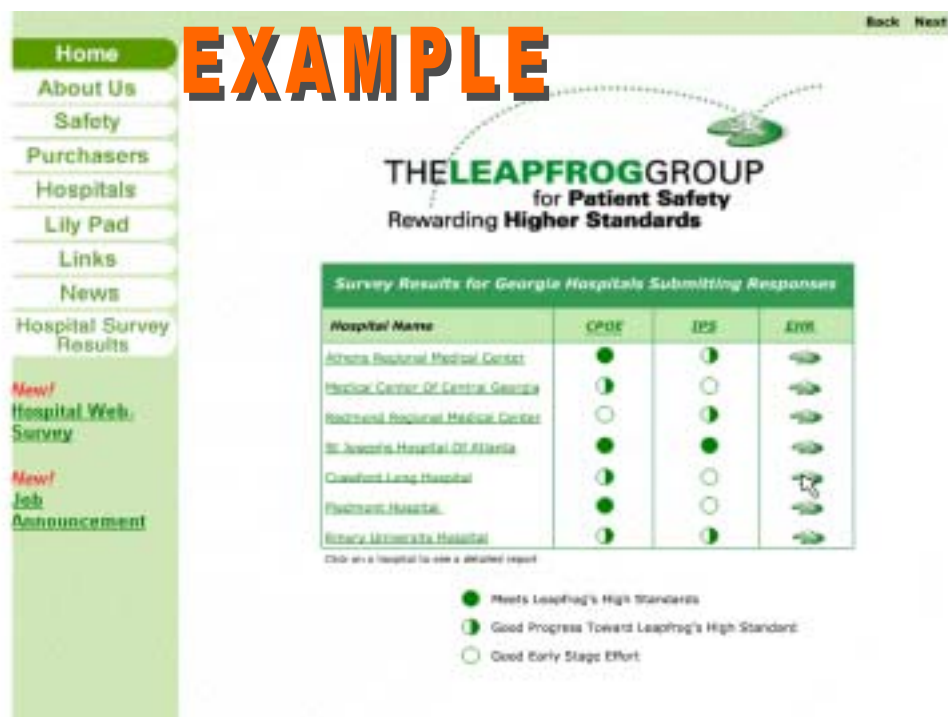 Back Next
EXAMPLE
Home
About Us
Safety
Purchasers
Hospitals
Lily Pad
Links
News
Hospital Survey
Results
New!
Hospital Web
Survey
New!
Job
Announcement
THE LEAPFROG GROUP
for Patient Safety
Rewarding Higher Standards
Survey Results for Georgia Hospitals Submitting Responses
Hospital Name CPOE IPS EHR
Athens Regional Medical Center
Medical Center Of Central Georgia
Redmond Regional Medical Center
St Josephs Hospital Of Atlanta
Crawford Long Hospital
Piedmont Hospital
Emory University Hospital
Click on a hospital to see a detailed report
Meets Leapfrog's High Standards
Good Progress Toward Leapfrog's High Standard
Good Early Stage Effort